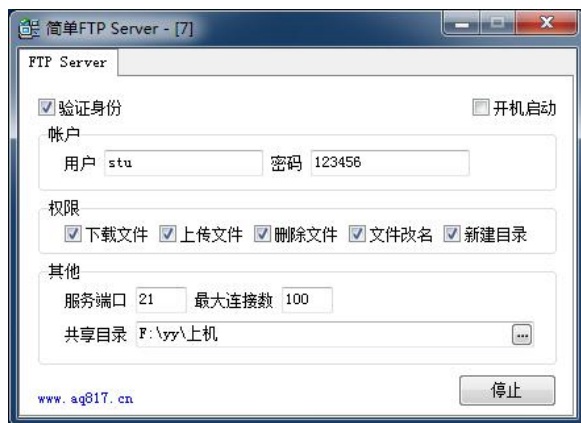 简单FTP Server - [7]
FTP Server
验证身份 开机启动
帐户
用户 stu 密码 123456
权限
下载文件 上传文件 删除文件 文件改名 新建目录
其他
服务端口 21 最大连接数 100
共享目录 F:\yy\上机 ...
www.aq817.cn 停止